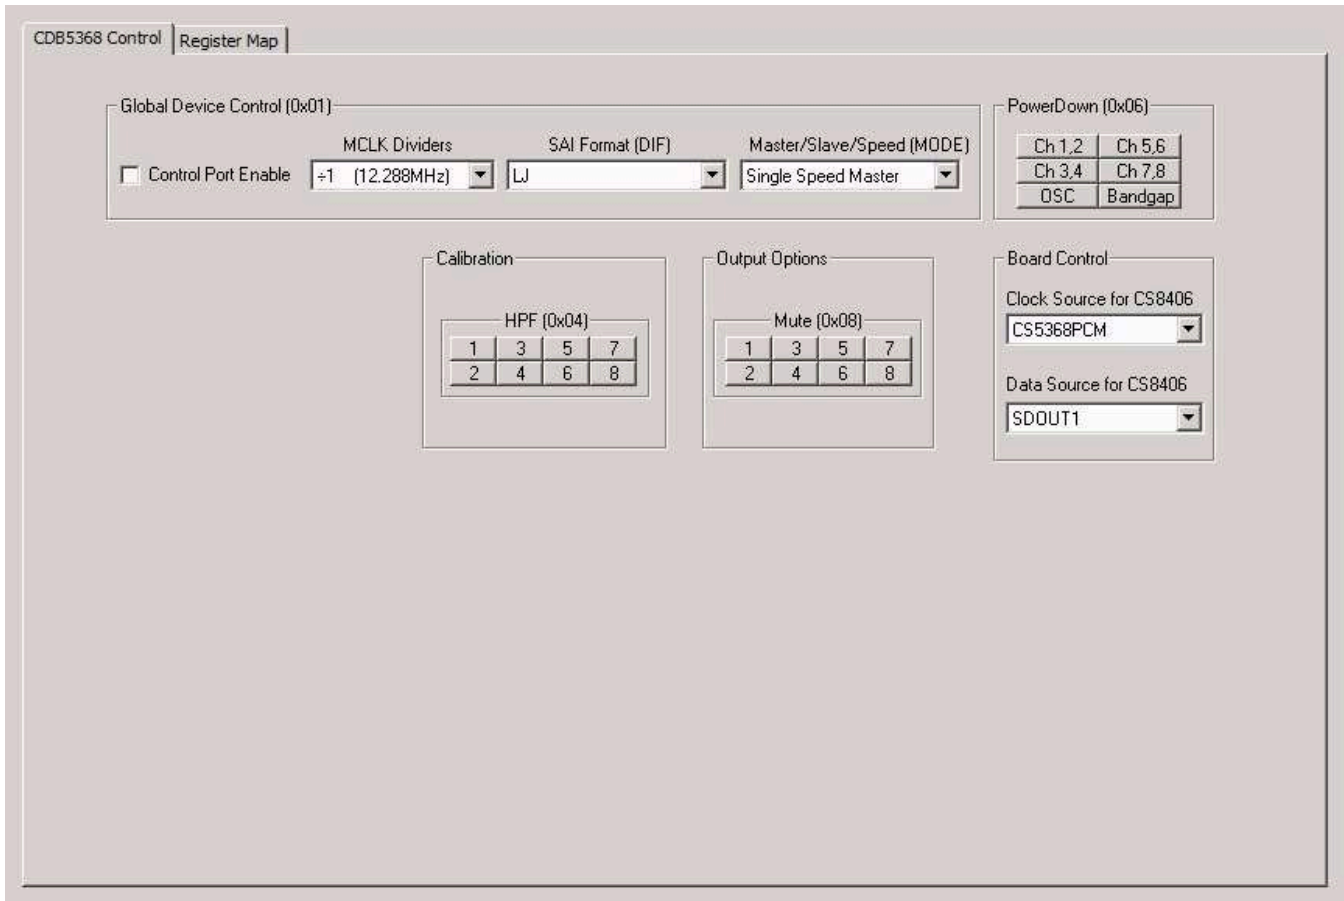 CDB5368 Control
Register Map
Global Device Control (0x01)
MCLK Dividers
SAI Format (DIF)
Master/Slave/Speed (MODE)
Control Port Enable
÷1 (12.288MHz)
LJ
Single Speed Master
PowerDown (0x06)
Ch 1,2 Ch 5,6
Ch 3,4 Ch 7,8
OSC Bandgap
Calibration
HPF (0x04)
1 3 5 7
2 4 6 8
Output Options
Mute (0x08)
1 3 5 7
2 4 6 8
Board Control
Clock Source for CS8406
CS5368PCM
Data Source for CS8406
SDOUT1